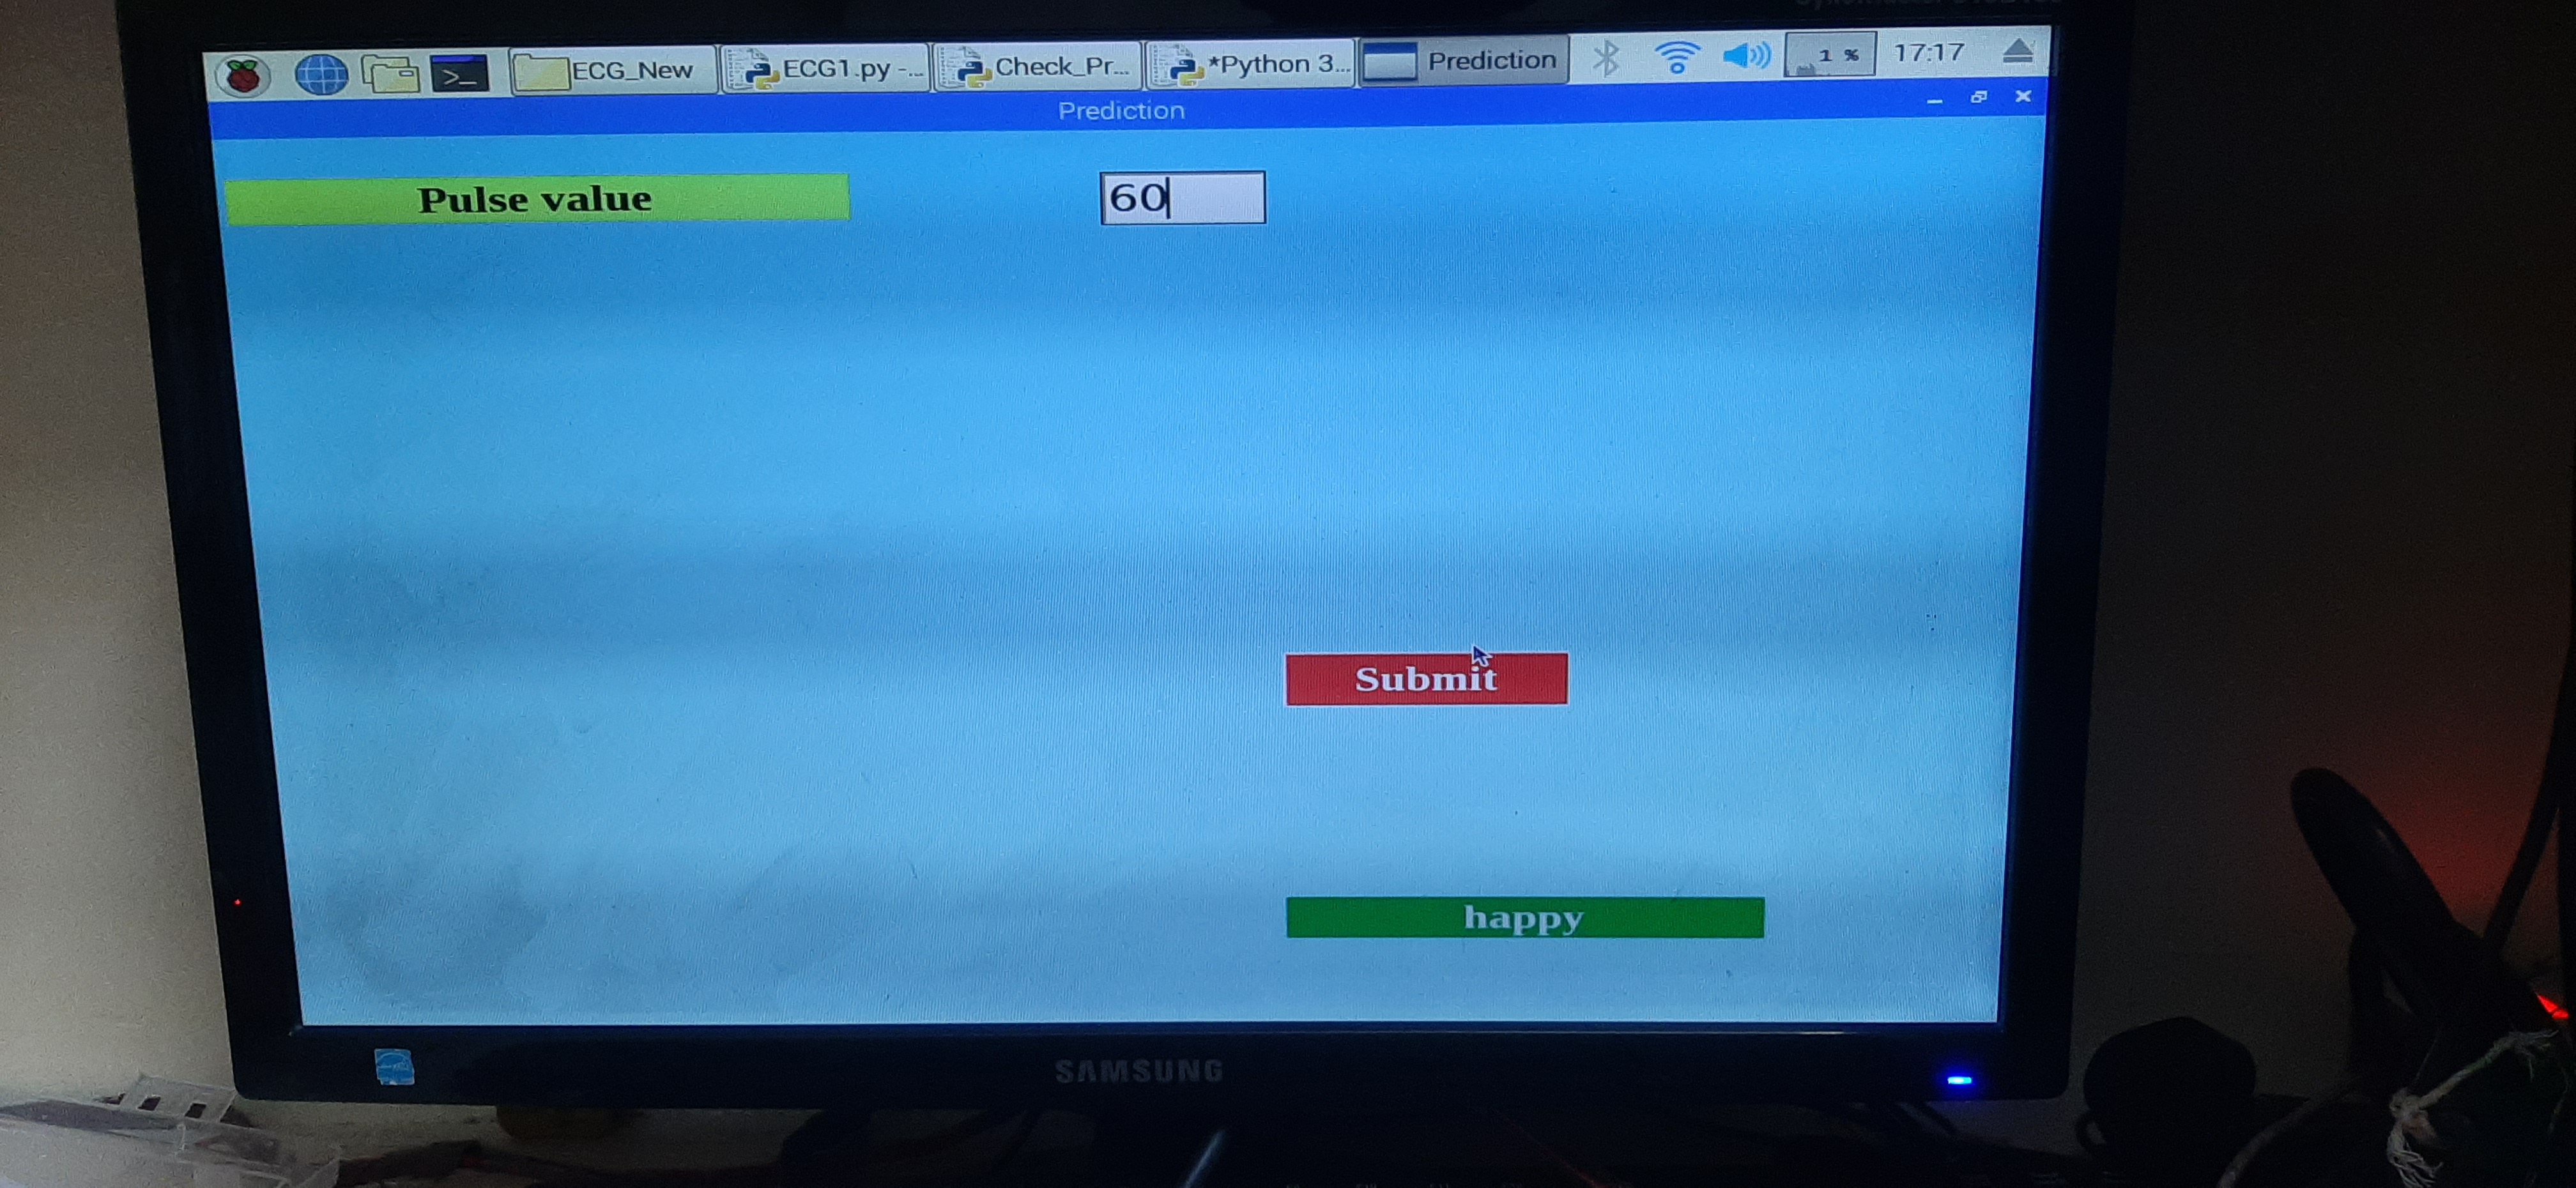 ECG_New
ECG1.py -...
Check_Pr...
*Python 3...
Prediction
1 %
17:17
Prediction
Pulse value
60
Submit
happy
SAMSUNG